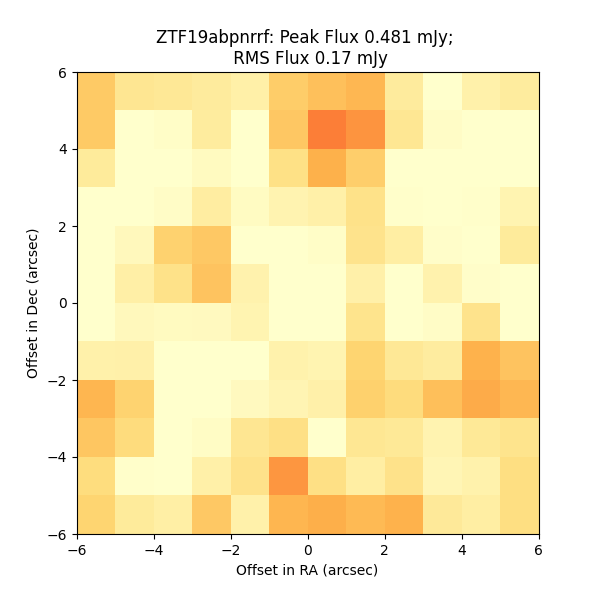 ZTF19abpnrrf: Peak Flux 0.481 mJy;
RMS Flux 0.17 mJy
6
4
2
0
−2
−4
−6
Offset in Dec (arcsec)
−6 −4 −2 0 2 4 6
Offset in RA (arcsec)